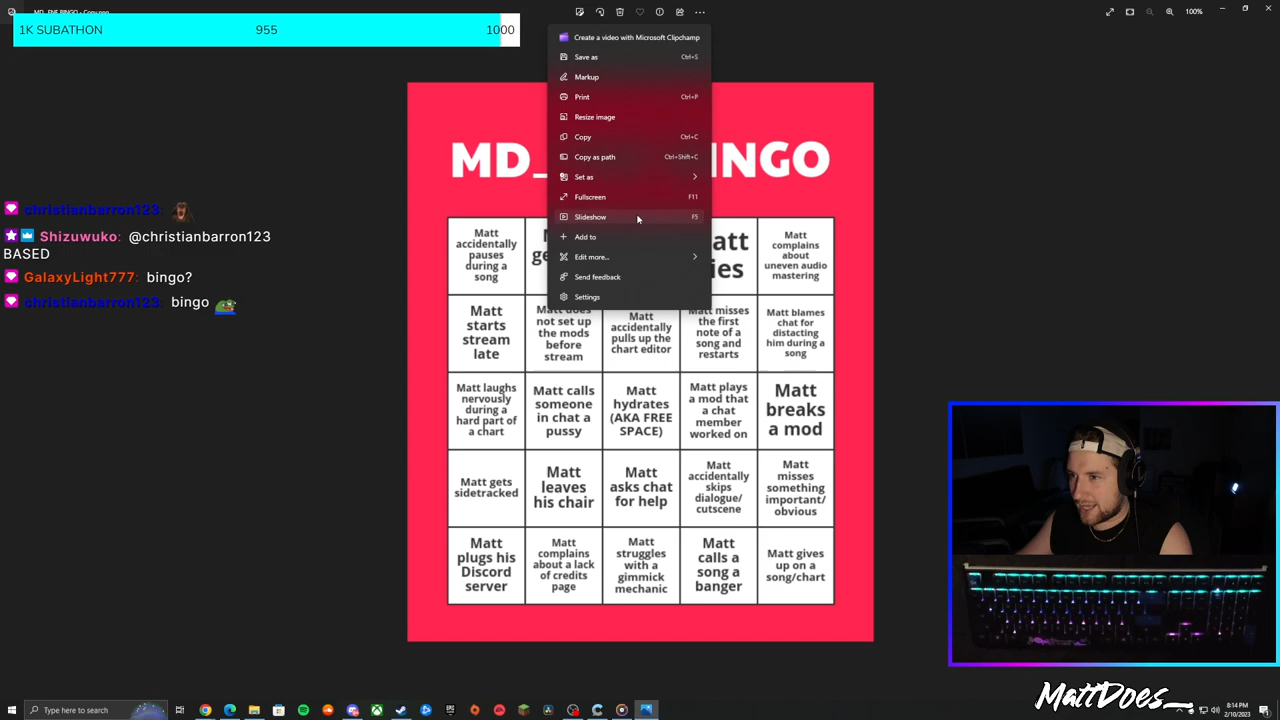 MD_FNF BINGO - Copy.png
100%
1K SUBATHON 955 1000
Create a video with Microsoft Clipchamp
Save as Ctrl+S
Markup
Print Ctrl+P
Resize image
Copy Ctrl+C
Copy as path Ctrl+Shift+C
Set as
Fullscreen F11
Slideshow F5
Add to
Edit more...
Send feedback
Settings
christianbarron123:
Shizuwuko: @christianbarron123
BASED
GalaxyLight777: bingo?
christianbarron123: bingo
MD_ INGO
Matt
accidentally
pauses
during a
song
ge
att
ies
Matt
complains
about
uneven audio
mastering
Matt
starts
stream
late
Matt does
not set up
the mods
before
stream
Matt
accidentally
pulls up the
chart editor
Matt misses
the first
note of a
song and
restarts
Matt blames
chat for
distacting
him during a
song
Matt laughs
nervously
during a
hard part of
a chart
Matt calls
someone
in chat a
pussy
Matt
hydrates
(AKA FREE
SPACE)
Matt plays
a mod that
a chat
member
worked on
Matt
breaks
a mod
Matt gets
sidetracked
Matt
leaves
his chair
Matt
asks chat
for help
Matt
accidentally
skips
dialogue/
cutscene
Matt
misses
something
important/
obvious
Matt
plugs his
Discord
server
Matt
complains
about a lack
of credits
page
Matt
struggles
with a
gimmick
mechanic
Matt
calls a
song a
banger
Matt gives
up on a
song/chart
MattDoes_
Type here to search
8:14 PM
2/10/2023